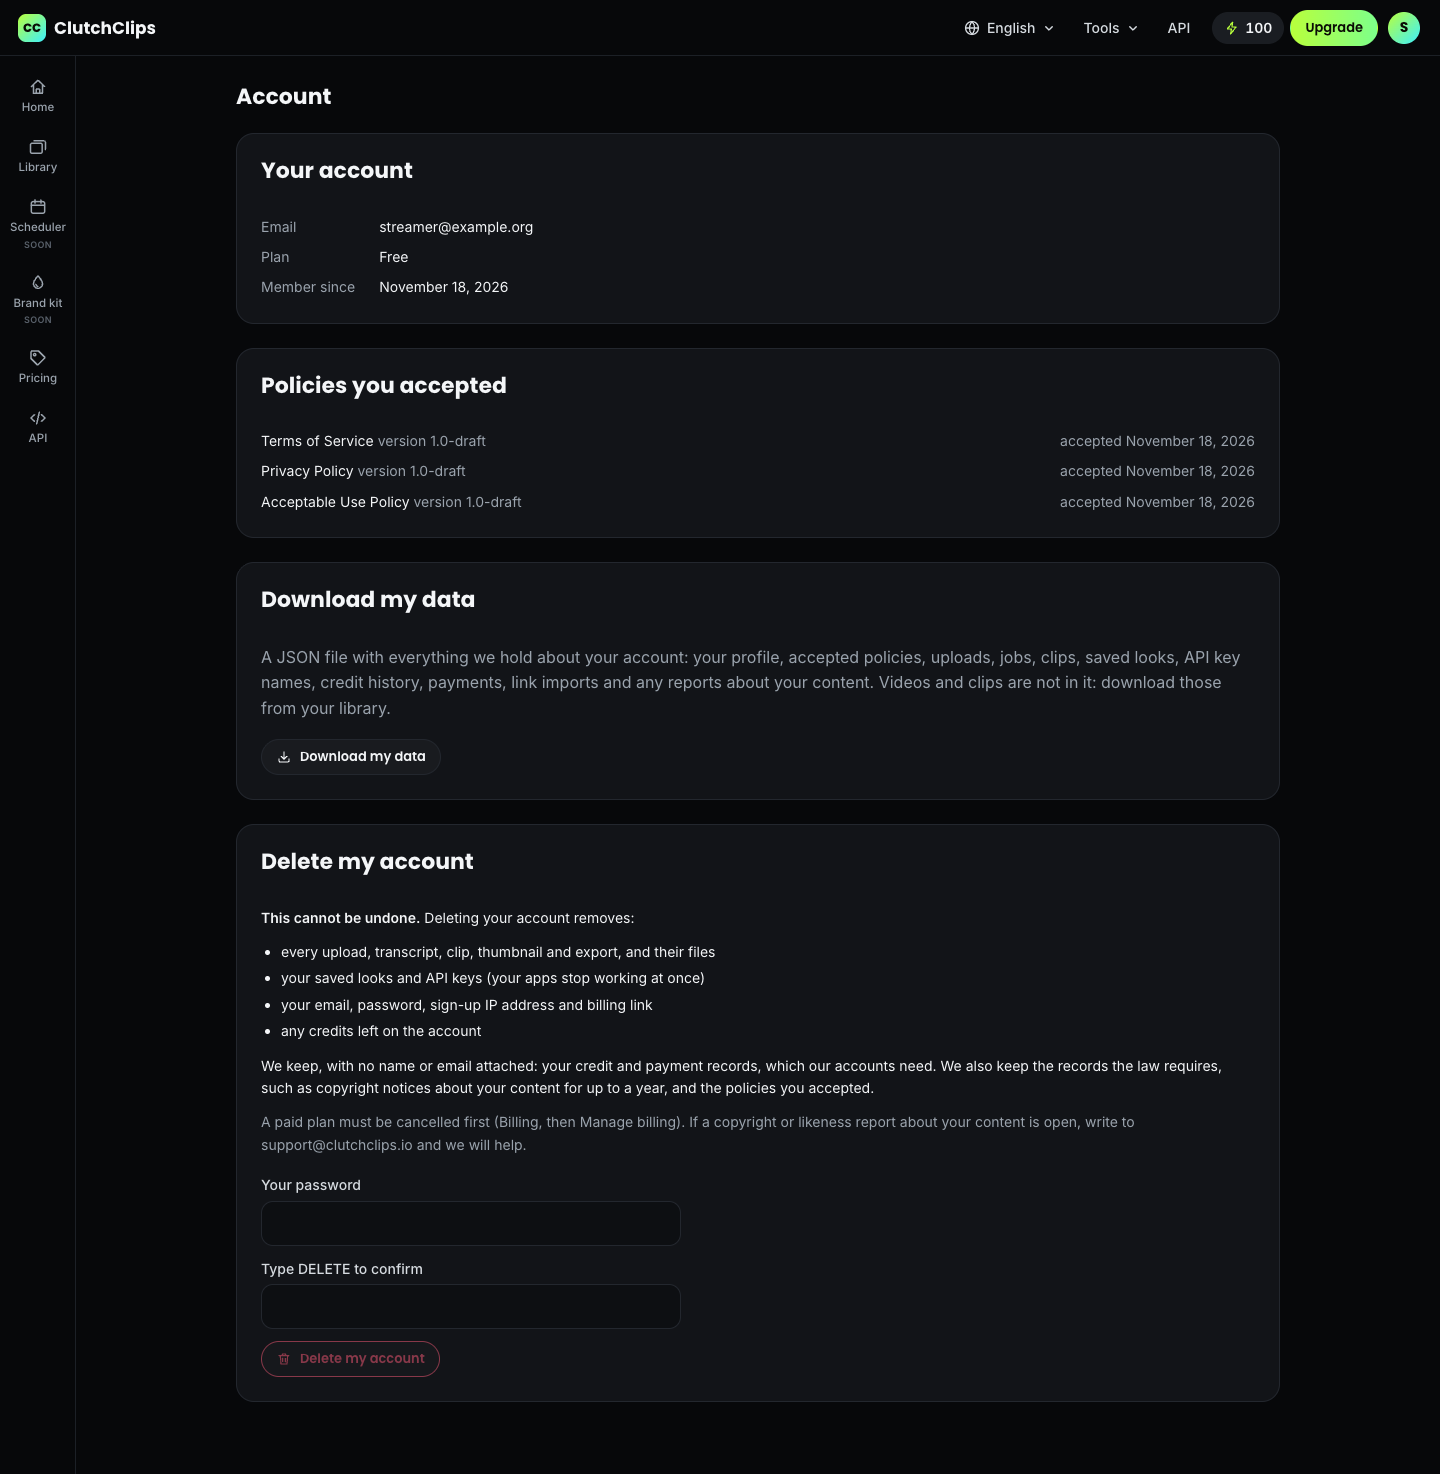 CC ClutchClips
English
Tools
API
100
Upgrade
S
Home
Library
Scheduler
SOON
Brand kit
SOON
Pricing
API
Account
Your account
Email streamer@example.org
Plan Free
Member since November 18, 2026
Policies you accepted
Terms of Service version 1.0-draft accepted November 18, 2026
Privacy Policy version 1.0-draft accepted November 18, 2026
Acceptable Use Policy version 1.0-draft accepted November 18, 2026
Download my data
A JSON file with everything we hold about your account: your profile, accepted policies, uploads, jobs, clips, saved looks, API key
names, credit history, payments, link imports and any reports about your content. Videos and clips are not in it: download those
from your library.
Download my data
Delete my account
This cannot be undone. Deleting your account removes:
• every upload, transcript, clip, thumbnail and export, and their files
• your saved looks and API keys (your apps stop working at once)
• your email, password, sign-up IP address and billing link
• any credits left on the account
We keep, with no name or email attached: your credit and payment records, which our accounts need. We also keep the records the law requires,
such as copyright notices about your content for up to a year, and the policies you accepted.
A paid plan must be cancelled first (Billing, then Manage billing). If a copyright or likeness report about your content is open, write to
support@clutchclips.io and we will help.
Your password
Type DELETE to confirm
Delete my account